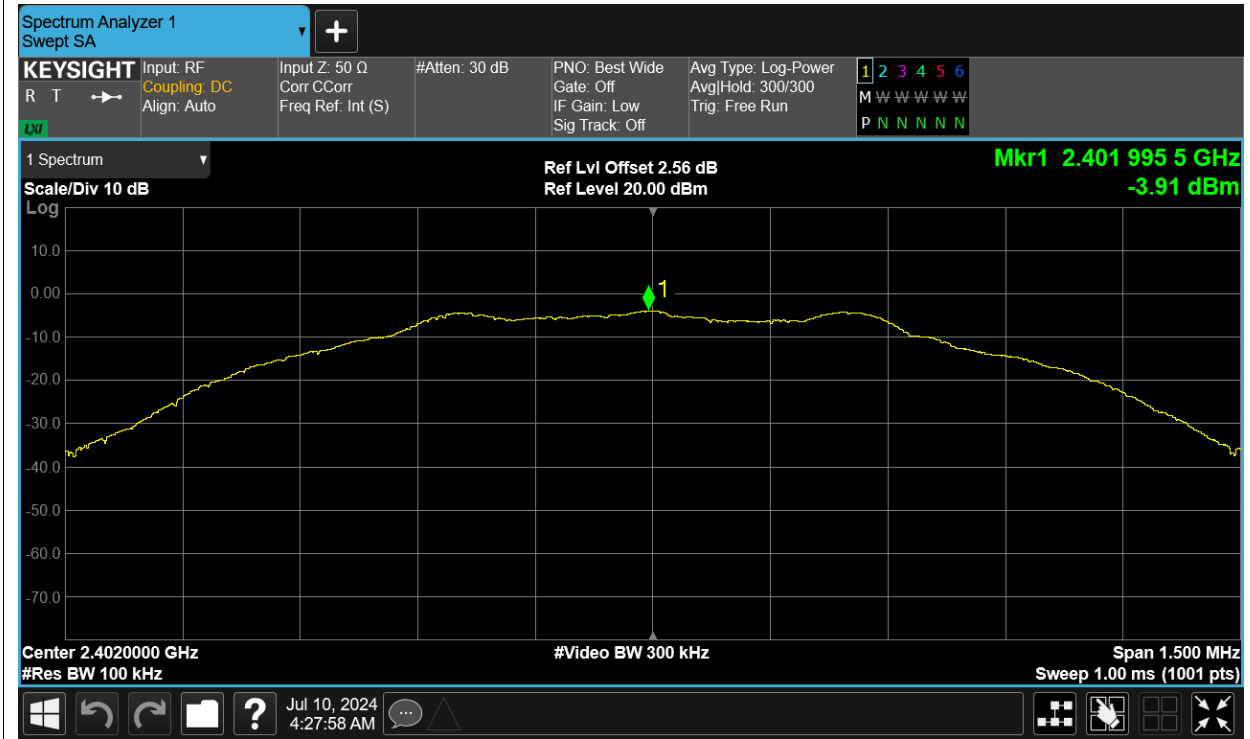 Spectrum Analyzer 1
Swept SA
KEYSIGHT
R T
LXI
Input: RF
Coupling: DC
Align: Auto
Input Z: 50 Ω
Corr CCorr
Freq Ref: Int (S)
#Atten: 30 dB
PNO: Best Wide
Gate: Off
IF Gain: Low
Sig Track: Off
Avg Type: Log-Power
Avg|Hold: 300/300
Trig: Free Run
1 2 3 4 5 6
M W W W W W
P N N N N N
1 Spectrum
Scale/Div 10 dB
Log
Ref Lvl Offset 2.56 dB
Ref Level 20.00 dBm
Mkr1 2.401 995 5 GHz
-3.91 dBm
10.0
0.00
-10.0
-20.0
-30.0
-40.0
-50.0
-60.0
-70.0
1
Center 2.4020000 GHz
#Res BW 100 kHz
#Video BW 300 kHz
Span 1.500 MHz
Sweep 1.00 ms (1001 pts)
?
Jul 10, 2024
4:27:58 AM